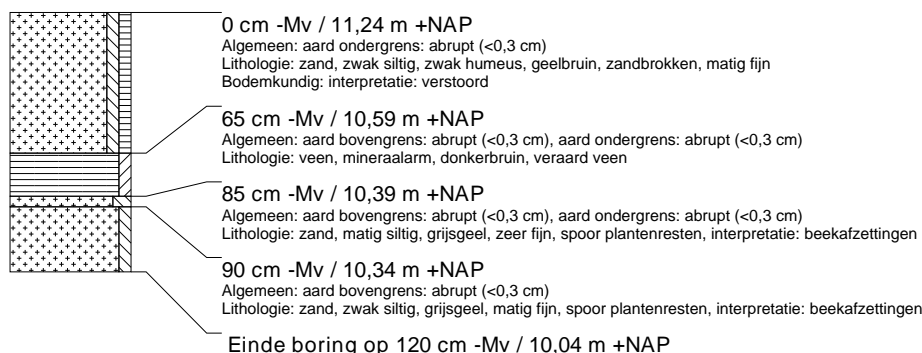 0 cm -Mv / 11,24 m +NAP
Algemeen: aard ondergrens: abrupt (<0,3 cm)
Lithologie: zand, zwak siltig, zwak humeus, geelbruin, zandbrokken, matig fijn
Bodemkundig: interpretatie: verstoord
65 cm -Mv / 10,59 m +NAP
Algemeen: aard bovengrens: abrupt (<0,3 cm), aard ondergrens: abrupt (<0,3 cm)
Lithologie: veen, mineraalarm, donkerbruin, veraard veen
85 cm -Mv / 10,39 m +NAP
Algemeen: aard bovengrens: abrupt (<0,3 cm), aard ondergrens: abrupt (<0,3 cm)
Lithologie: zand, matig siltig, grijsgeel, zeer fijn, spoor plantenresten, interpretatie: beekafzettingen
90 cm -Mv / 10,34 m +NAP
Algemeen: aard bovengrens: abrupt (<0,3 cm)
Lithologie: zand, zwak siltig, grijsgeel, matig fijn, spoor plantenresten, interpretatie: beekafzettingen
Einde boring op 120 cm -Mv / 10,04 m +NAP